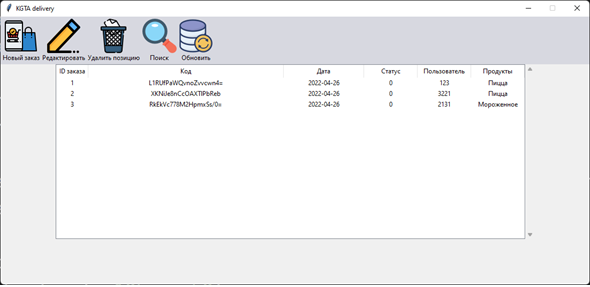 KGTA delivery
Новый заказ Редактировать Удалить позицию Поиск Обновить
ID заказа Код Дата Статус Пользователь Продукты
1 L1RUfPaWQvnoZvvcwn4= 2022-04-26 0 123 Пицца
2 XKNiJe8nCcOAXTIPbReb 2022-04-26 0 3221 Пицца
3 RkEkVc778M2HpmxSs/0= 2022-04-26 0 2131 Мороженное